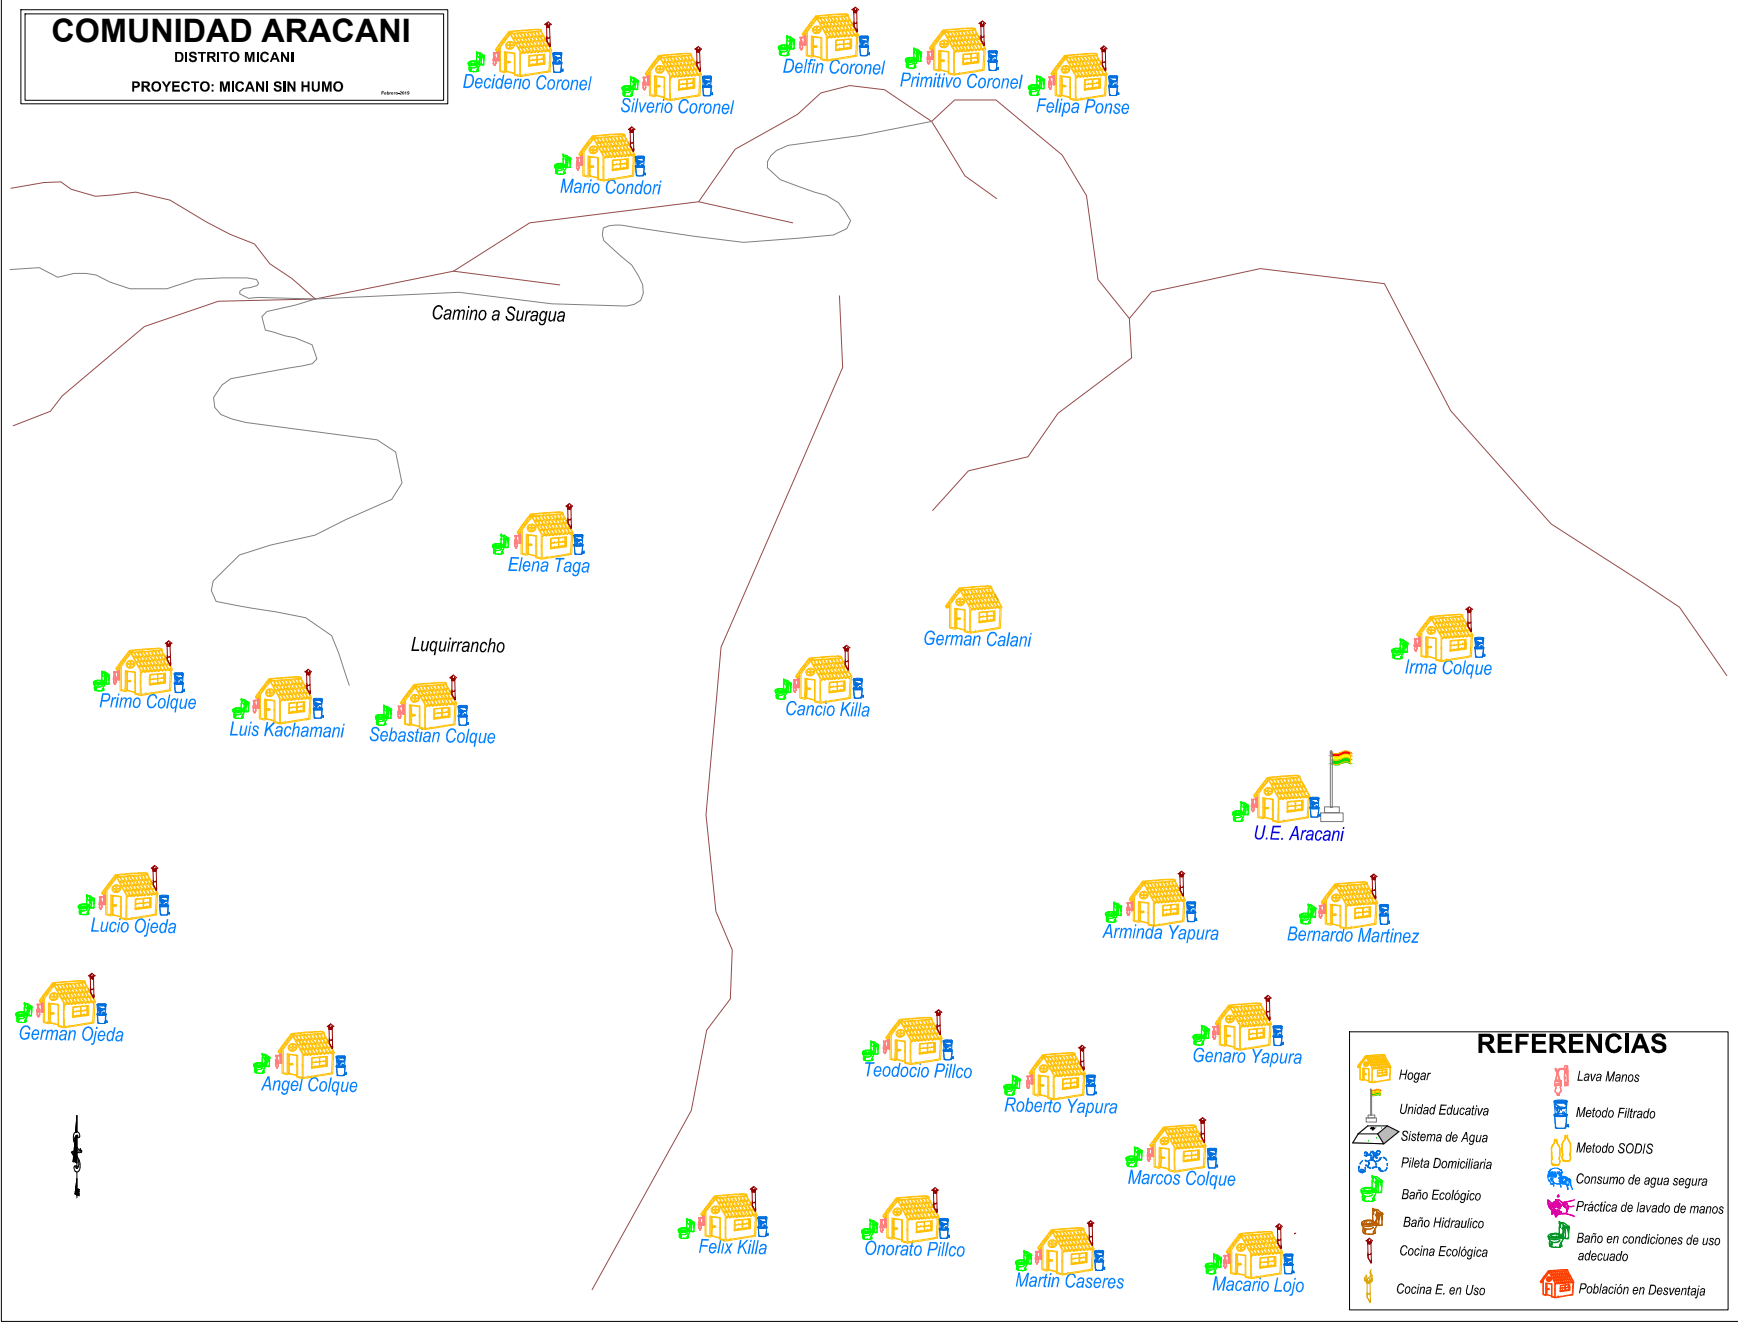 COMUNIDAD ARACANI
DISTRITO MICANI
PROYECTO: MICANI SIN HUMO
Febrero-2019
Deciderio Coronel
Silverio Coronel
Delfin Coronel
Primitivo Coronel
Felipa Ponse
Mario Condori
Camino a Suragua
Elena Taga
German Calani
Luquirrancho
Irma Colque
Primo Colque
Luis Kachamani
Sebastian Colque
Cancio Killa
U.E. Aracani
Lucio Ojeda
Arminda Yapura
Bernardo Martinez
German Ojeda
Angel Colque
Teodocio Pillco
Genaro Yapura
Roberto Yapura
Marcos Colque
Felix Killa
Onorato Pillco
Martin Caseres
Macario Lojo
REFERENCIAS
Hogar
Unidad Educativa
Sistema de Agua
Pileta Domiciliaria
Baño Ecológico
Baño Hidraulico
Cocina Ecológica
Cocina E. en Uso
Lava Manos
Metodo Filtrado
Metodo SODIS
Consumo de agua segura
Práctica de lavado de manos
Baño en condiciones de uso
adecuado
Población en Desventaja